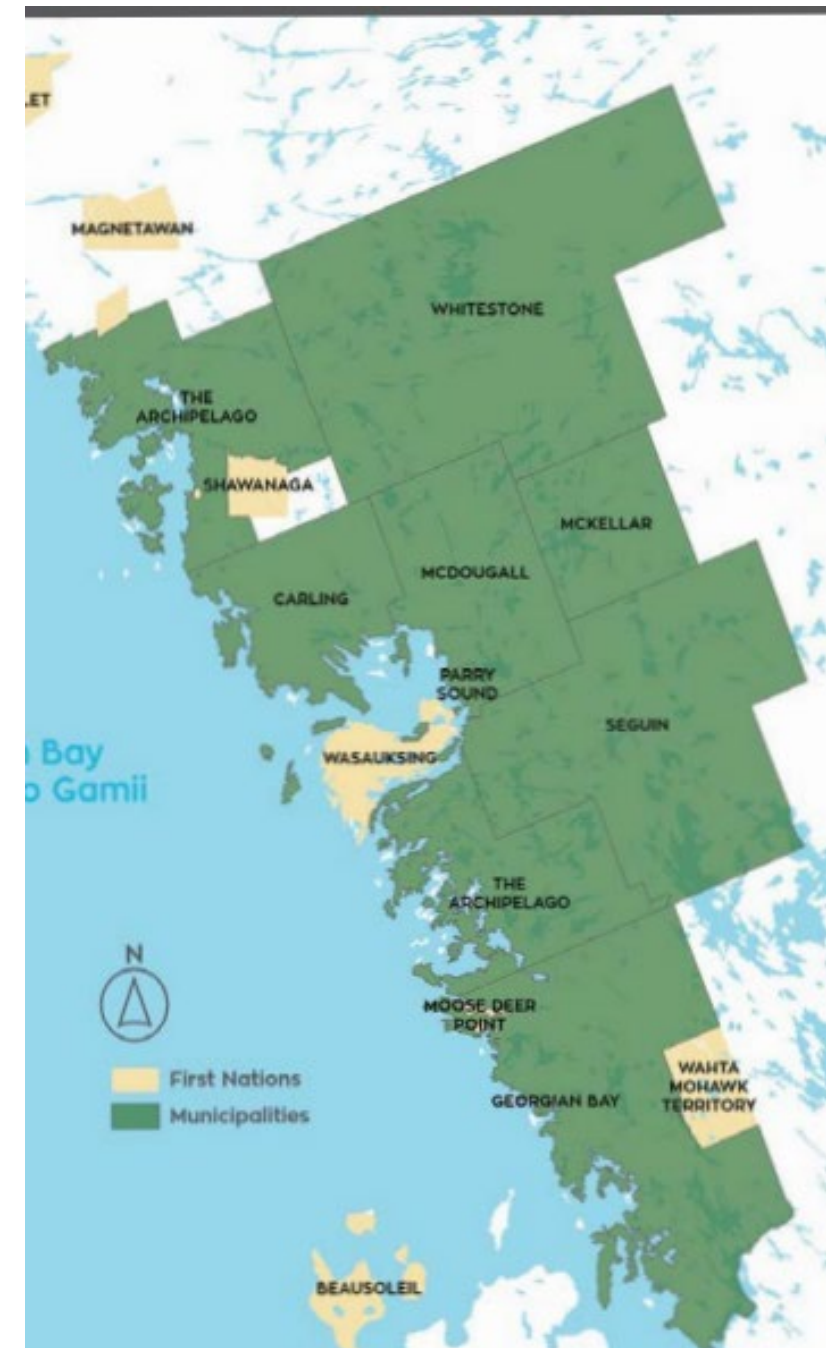 LET
MAGNETAWAN
WHITESTONE
THE
ARCHIPELAGO
SHAWANAGA
MCKELLAR
MCDOUGALL
CARLING
PARRY
SOUND
SEGUIN
WASAUKSING
Bay
Gamii
THE
ARCHIPELAGO
N
MOOSE DEER
POINT
First Nations
Municipalities
WAHTA
MOHAWK
TERRITORY
GEORGIAN BAY
BEAUSOLEIL